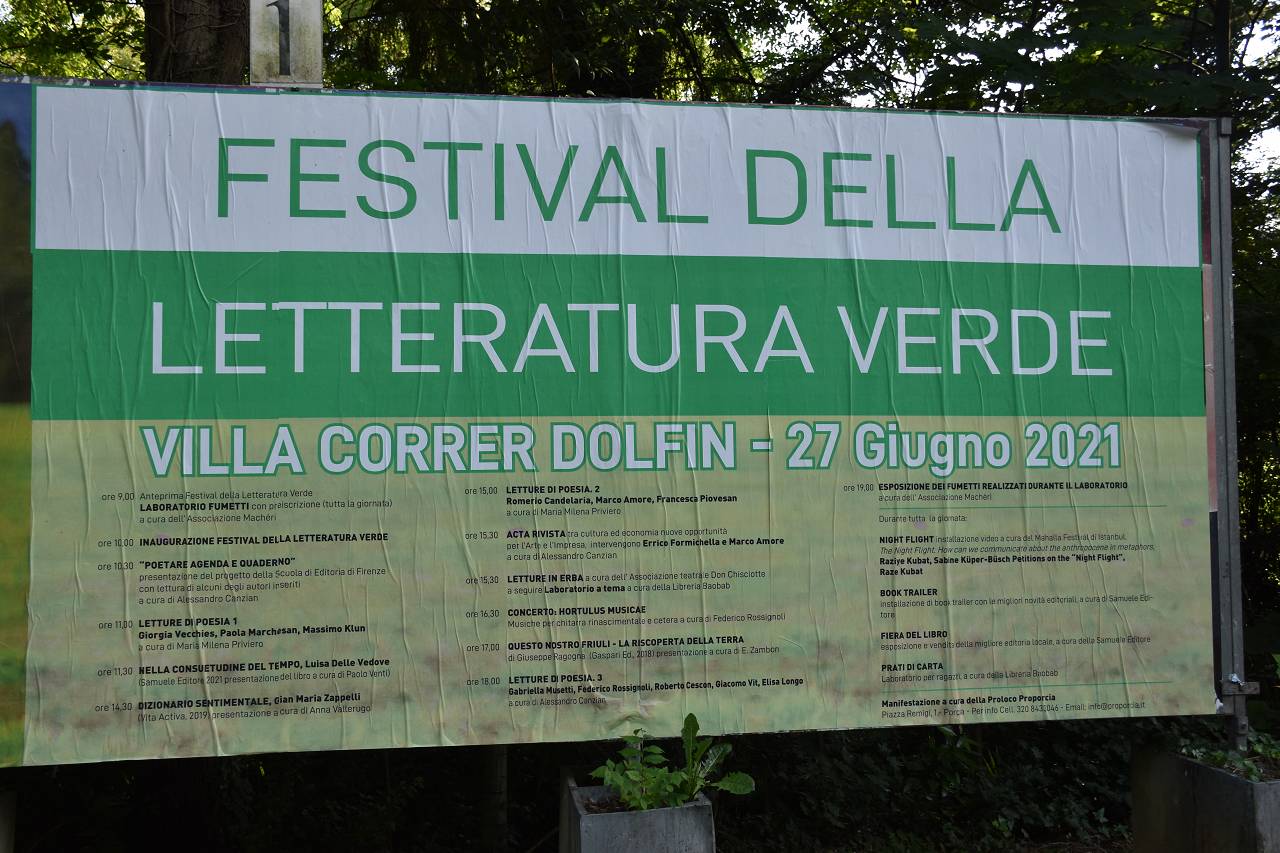 1
FESTIVAL DELLA
LETTERATURA VERDE
VILLA CORRER DOLFIN - 27 Giugno 2021
ore 9,00 Anteprima Festival della Letteratura Verde
LABORATORIO FUMETTI con preiscrizione (tutta la giornata)
a cura dell'Associazione Macheri
ore 10.00 INAUGURAZIONE FESTIVAL DELLA LETTERATURA VERDE
ore 10.30 “POETARE AGENDA E QUADERNO”
presentazione del progetto della Scuola di Editoria di Firenze
con lettura di alcuni degli autori inseriti
a cura di Alessandro Canzian
ore 11,00 LETTURE DI POESIA 1
Giorgia Vecchies, Paola Marchesan, Massimo Klun
a cura di Maria Milena Priviero
ore 11,30 NELLA CONSUETUDINE DEL TEMPO, Luisa Delle Vedove
(Samuele Editore 2021 presentazione del libro a cura di Paolo Venti)
ore 14,30 DIZIONARIO SENTIMENTALE, gian Maria Zappelli
(Vita Activa, 2019) presentazione a cura di Anna Vallerugo
ore 15,00 LETTURE DI POESIA. 2
Romerio Candelaria, Marco Amore, Francesca Piovesan
a cura di Maria Milena Priviero
ore 15,30 ACTA RIVISTA tra cultura ed economia nuove opportunità
per l'Arte e l'Impresa, intervengono Errico Formichella e Marco Amore
a cura di Alessandro Canzian
ore 15,30 LETTURE IN ERBA a cura dell' Associazione teatrale Don Chisciotte
a seguire Laboratorio a tema a cura della Libreria Baobab
ore 16,30 CONCERTO: HORTULUS MUSICAE
Musiche per chitarra rinascimentale e cetera a cura di Federico Rossignoli
ore 17,00 QUESTO NOSTRO FRIULI - LA RISCOPERTA DELLA TERRA
di Giuseppe Ragogna (Gaspari Ed., 2018) presentazione a cura di E. Zambon
ore 18.00 LETTURE DI POESIA. 3
Gabriella Musetti, Federico Rossignoli, Roberto Cescon, Giacomo Vit, Elisa Longo
a cura di Alessandro Canzian
ore 19,00 ESPOSIZIONE DEI FUMETTI REALIZZATI DURANTE IL LABORATORIO
a cura dell' Associazione Macheri
Durante tutta la giornata:
NIGHT FLIGHT installazione video a cura del Mahalla Festival di Istanbul,
The Night Flight. How can we communicate about the anthropocene in metaphors,
Raziye Kubat, Sabine Küper-Büsch Petitions on the “Night Flight”,
Raze Kubat
BOOK TRAILER
installazione di book trailer con le migliori novità editoriali, a cura di Samuele Edi-
tore
FIERA DEL LIBRO
esposizione e vendita della migliore editoria locale, a cura della Samuele Editore
PRATI DI CARTA
Laboratorio per ragazzi, a cura della Libreria Baobab
Manifestazione a cura della Proloco Proporcia
Piazza Remigi, 1 - Porcia - Per info Cell. 320 8430046 - Email: info@proporcia.it